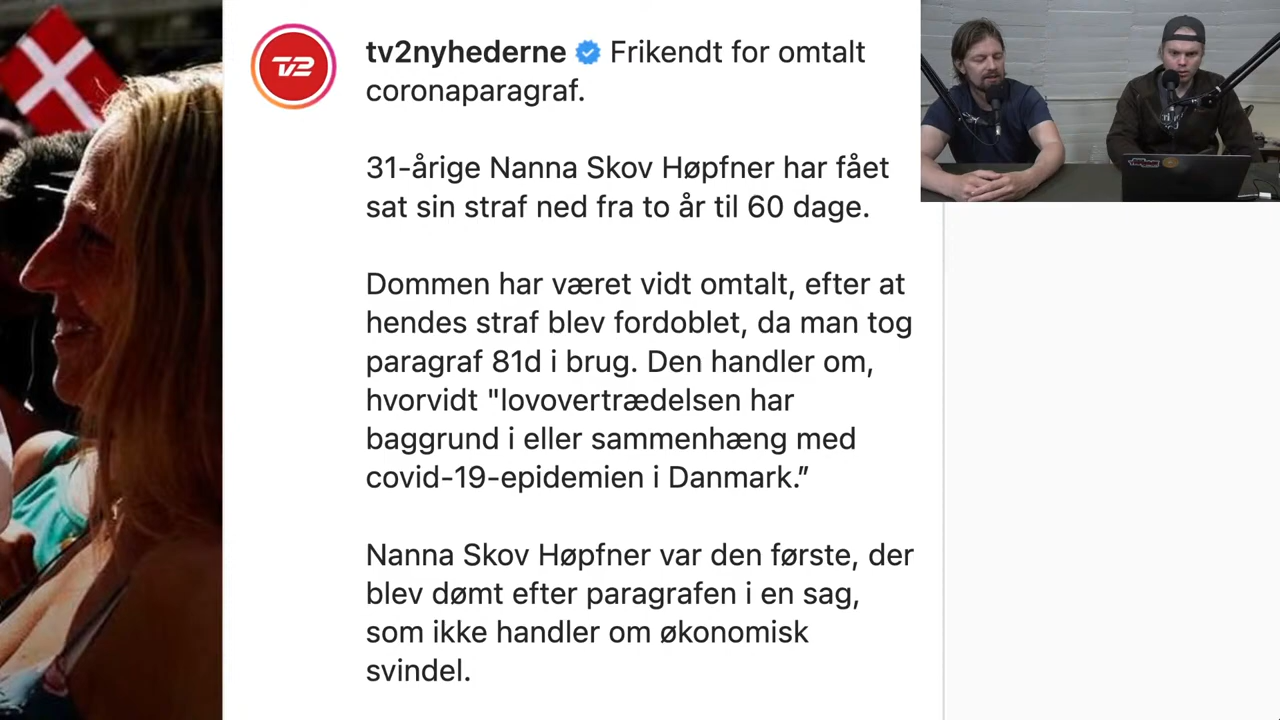 TV2
tv2nyhederne Frikendt for omtalt
coronaparagraf.
31-årige Nanna Skov Høpfner har fået
sat sin straf ned fra to år til 60 dage.
Dommen har været vidt omtalt, efter at
hendes straf blev fordoblet, da man tog
paragraf 81d i brug. Den handler om,
hvorvidt "lovovertrædelsen har
baggrund i eller sammenhæng med
covid-19-epidemien i Danmark.”
Nanna Skov Høpfner var den første, der
blev dømt efter paragrafen i en sag,
som ikke handler om økonomisk
svindel.